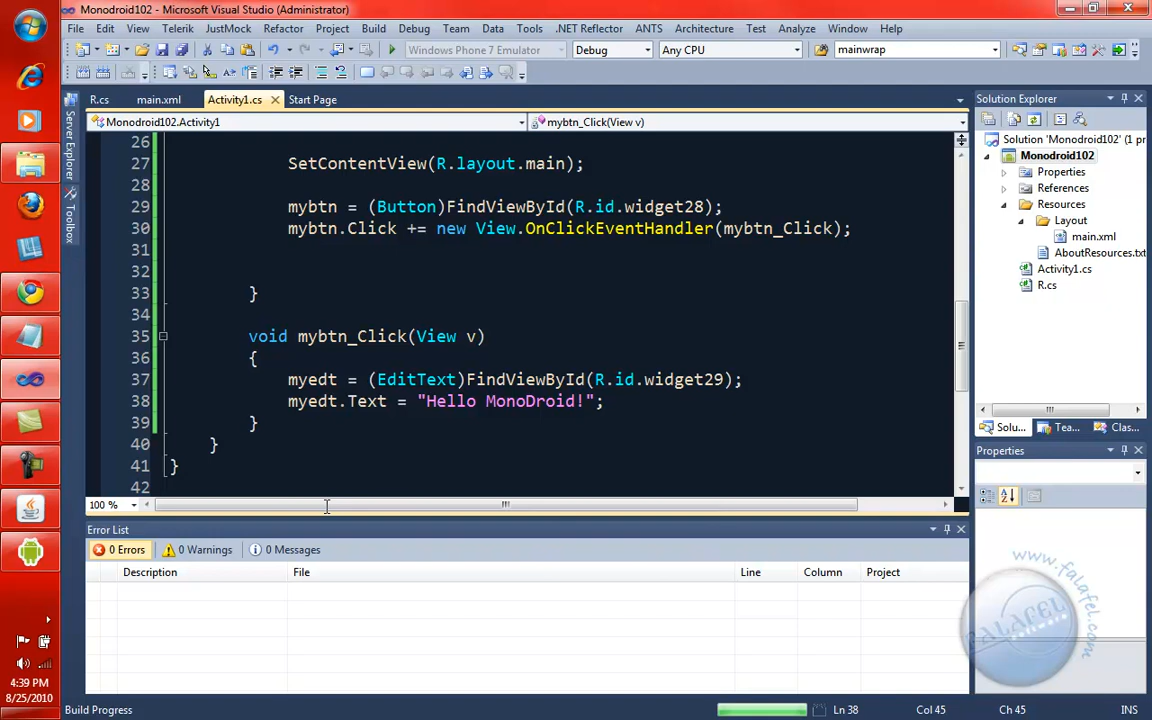 Monodroid102 - Microsoft Visual Studio (Administrator)
File Edit View Telerik JustMock Refactor Project Build Debug Team Data Tools .NET Reflector ANTS Architecture Test Analyze Window Help
Windows Phone 7 Emulator Debug Any CPU mainwrap
R.cs main.xml Activity1.cs Start Page
Monodroid102.Activity1 mybtn_Click(View v)
26
27 SetContentView(R.layout.main);
28
29 mybtn = (Button)FindViewById(R.id.widget28);
30 mybtn.Click += new View.OnClickEventHandler(mybtn_Click);
31
32
33 }
34
35 void mybtn_Click(View v)
36 {
37 myedt = (EditText)FindViewById(R.id.widget29);
38 myedt.Text = "Hello MonoDroid!";
39 }
40 }
41 }
42
100 %
Server Explorer
Toolbox
Error List
0 Errors 0 Warnings 0 Messages
Description File Line Column Project
Solution Explorer
Solution 'Monodroid102' (1 pr
Monodroid102
Properties
References
Resources
Layout
main.xml
AboutResources.txt
Activity1.cs
R.cs
Solu... Tea... Clas...
Properties
www.falafel.com
FALAFEL
SOFTWARE
Build Progress Ln 38 Col 45 Ch 45 INS
4:39 PM
8/25/2010